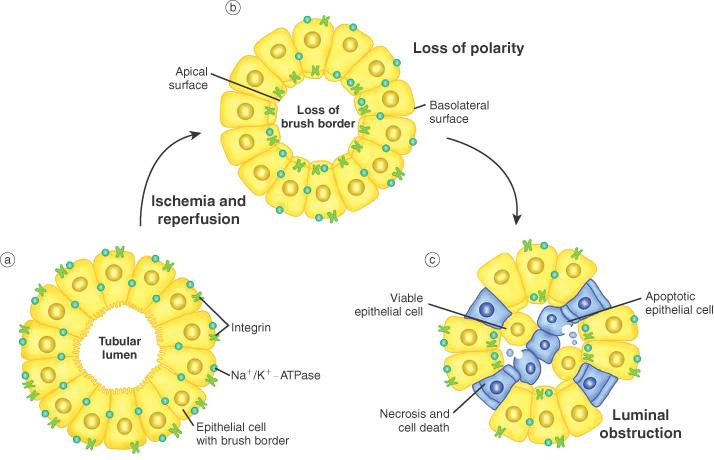 b
Loss of polarity
Apical
surface
Loss of
brush border
Basolateral
surface
Ischemia and
reperfusion
a
Tubular
lumen
Integrin
Na⁺/K⁺–ATPase
Epithelial cell
with brush border
c
Viable
epithelial cell
Apoptotic
epithelial cell
Necrosis and
cell death
Luminal
obstruction